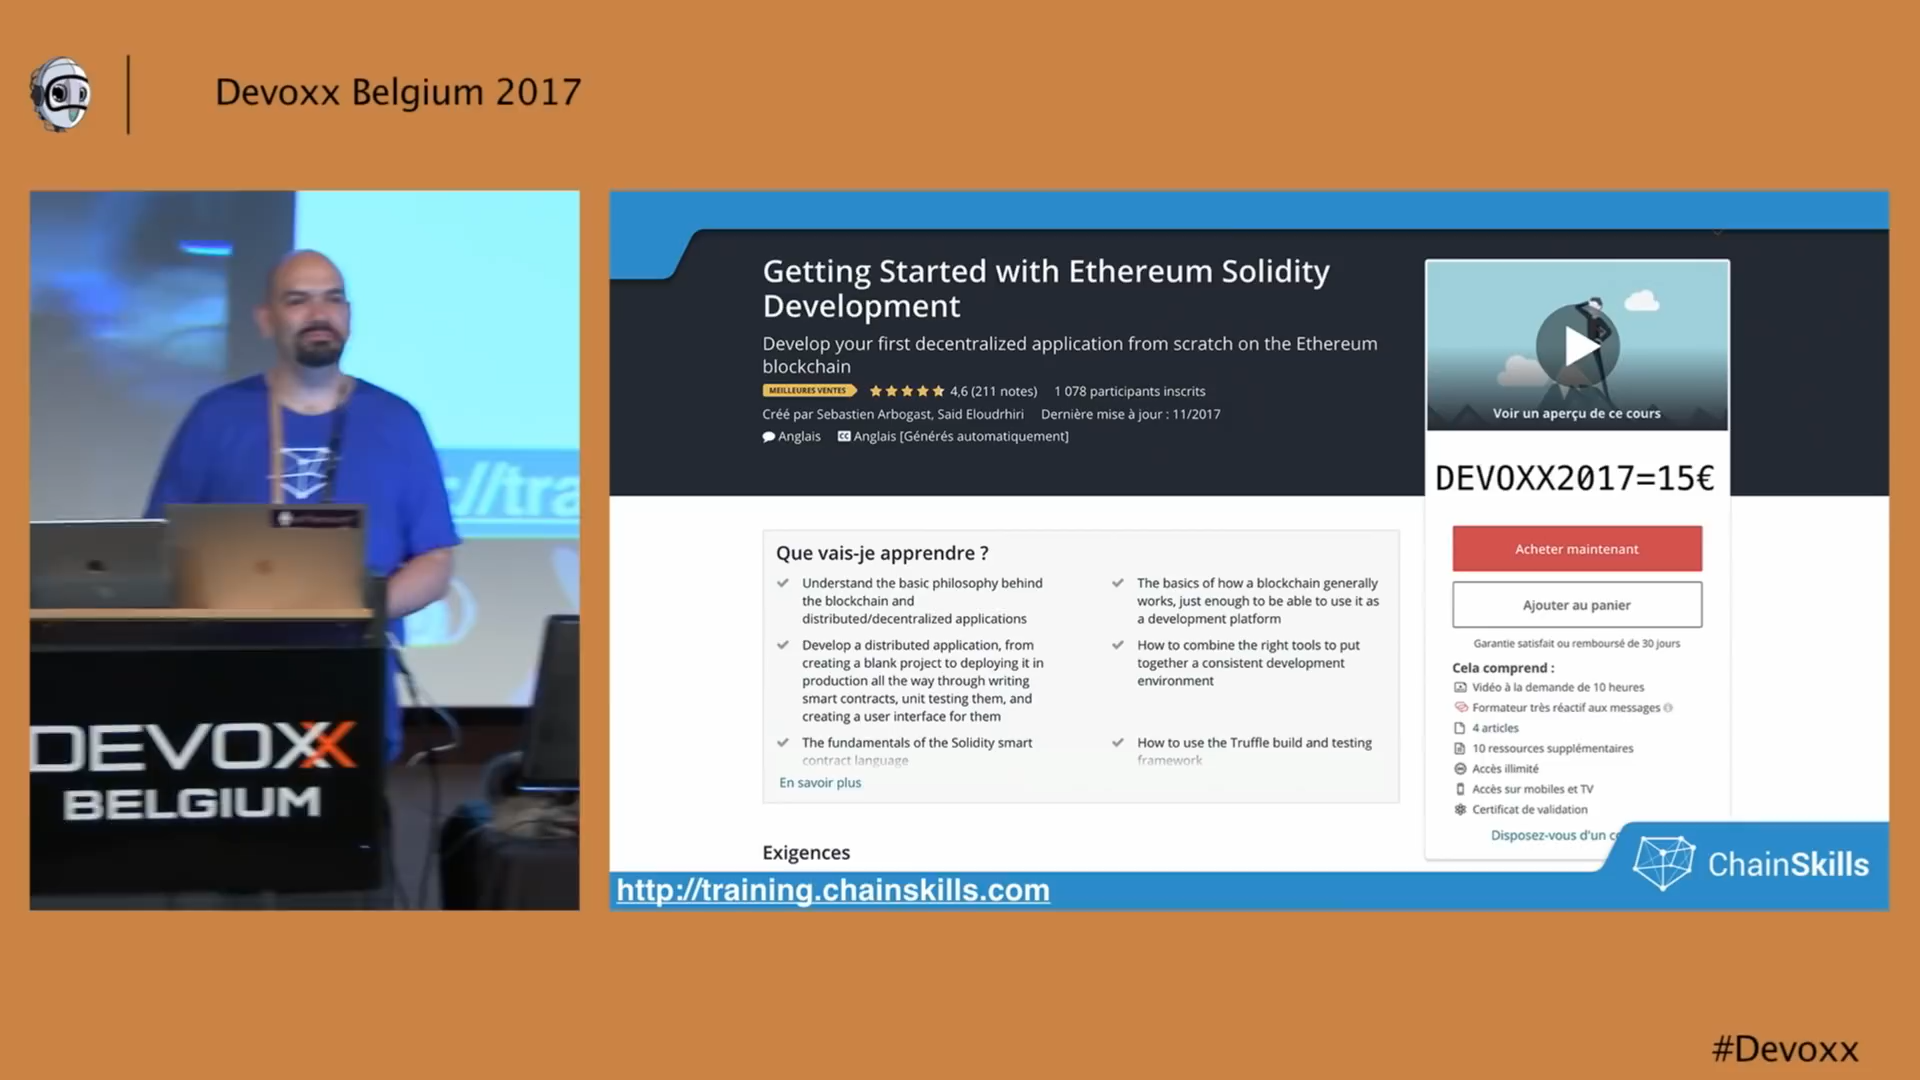 Devoxx Belgium 2017
://tra
DEVOXX
BELGIUM
Getting Started with Ethereum Solidity
Development
Develop your first decentralized application from scratch on the Ethereum
blockchain
MEILLEURES VENTES 4,6 (211 notes) 1 078 participants inscrits
Créé par Sebastien Arbogast, Said Eloudrhiri Dernière mise à jour : 11/2017
Anglais CC Anglais [Générés automatiquement]
Voir un aperçu de ce cours
DEVOXX2017=15€
Acheter maintenant
Ajouter au panier
Garantie satisfait ou remboursé de 30 jours
Cela comprend :
Vidéo à la demande de 10 heures
Formateur très réactif aux messages
4 articles
10 ressources supplémentaires
Accès illimité
Accès sur mobiles et TV
Certificat de validation
Disposez-vous d'un c
Que vais-je apprendre ?
Understand the basic philosophy behind
the blockchain and
distributed/decentralized applications
Develop a distributed application, from
creating a blank project to deploying it in
production all the way through writing
smart contracts, unit testing them, and
creating a user interface for them
The fundamentals of the Solidity smart
contract language
The basics of how a blockchain generally
works, just enough to be able to use it as
a development platform
How to combine the right tools to put
together a consistent development
environment
How to use the Truffle build and testing
framework
En savoir plus
Exigences
http://training.chainskills.com
ChainSkills
#Devoxx